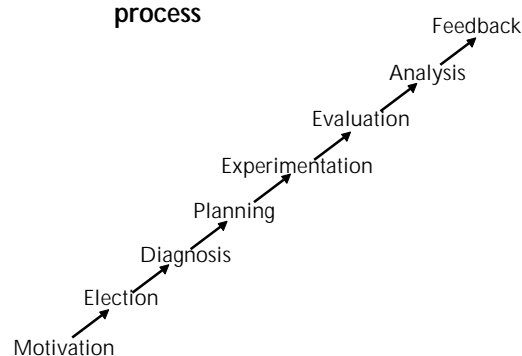 process
Feedback
Analysis
Evaluation
Experimentation
Planning
Diagnosis
Election
Motivation